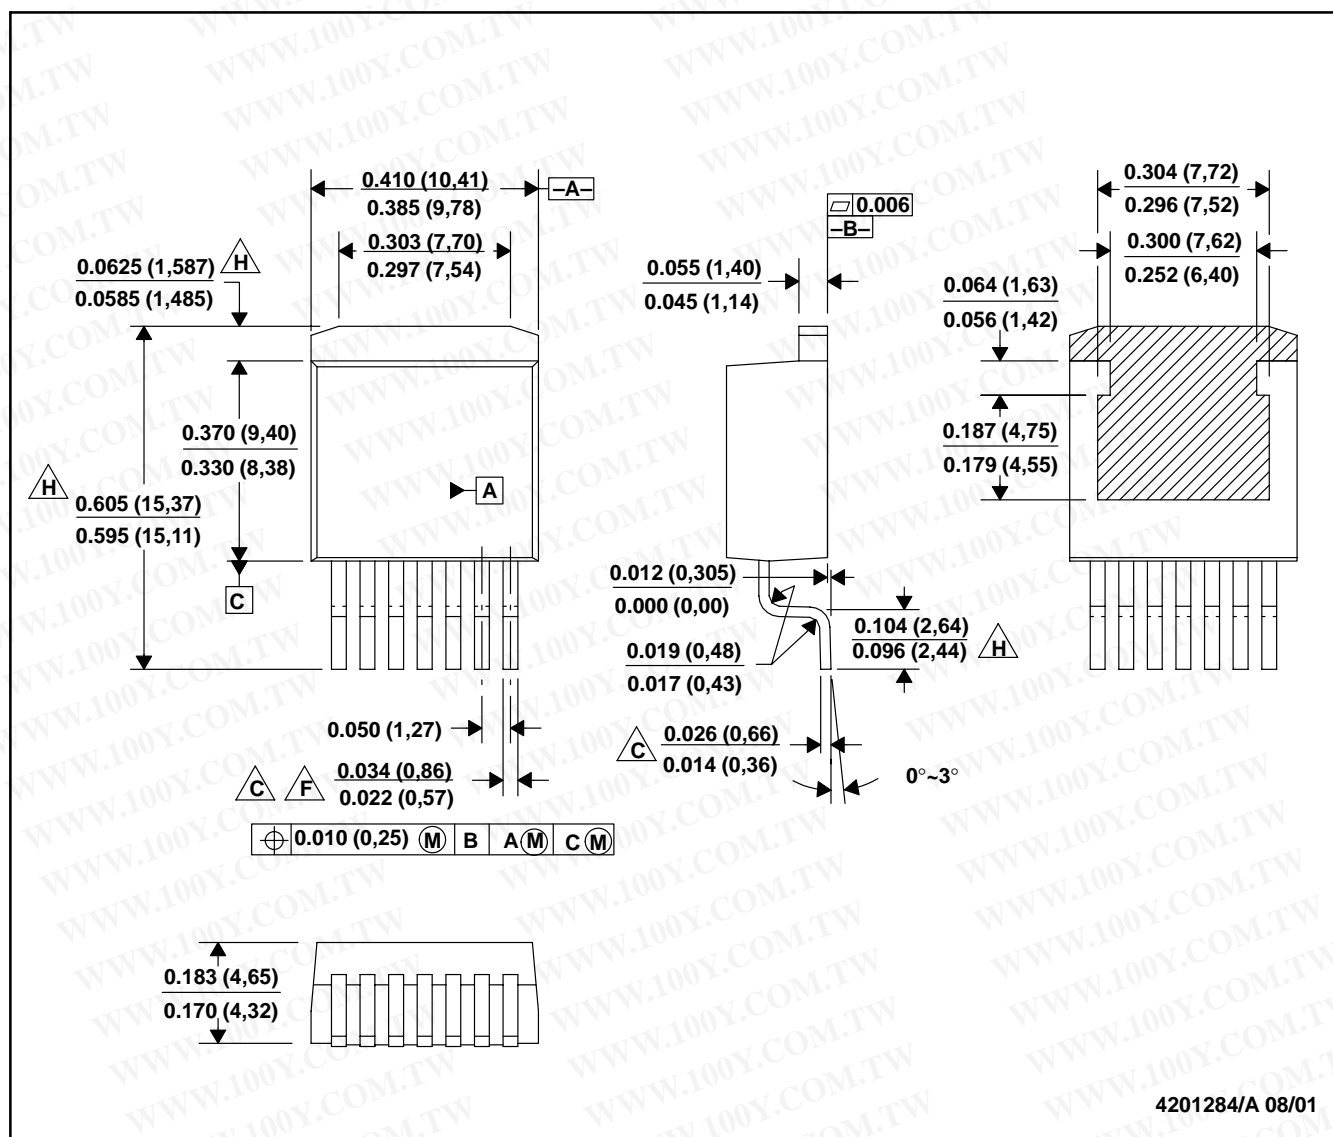 0.410 (10,41)
0.385 (9,78)
–A–
0.303 (7,70)
0.297 (7,54)
H
0.0625 (1,587)
0.0585 (1,485)
0.370 (9,40)
0.330 (8,38)
H
0.605 (15,37)
0.595 (15,11)
A
C
0.050 (1,27)
C F
0.034 (0,86)
0.022 (0,57)
0.010 (0,25) M B A M C M
0.183 (4,65)
0.170 (4,32)
0.006
–B–
0.055 (1,40)
0.045 (1,14)
0.012 (0,305)
0.000 (0,00)
0.104 (2,64)
0.096 (2,44)
H
0.019 (0,48)
0.017 (0,43)
C
0.026 (0,66)
0.014 (0,36)
0°~3°
0.304 (7,72)
0.296 (7,52)
0.300 (7,62)
0.252 (6,40)
0.064 (1,63)
0.056 (1,42)
0.187 (4,75)
0.179 (4,55)
4201284/A 08/01
WWW.100Y.COM.TW